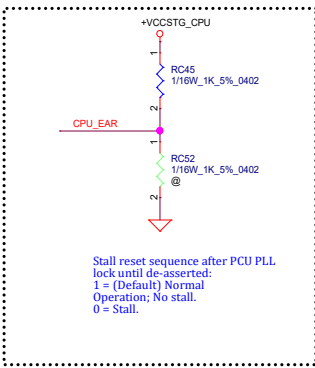 +VCCSTG_CPU
1
RC45
1/16W_1K_5%_0402
2
CPU_EAR
1
RC52
1/16W_1K_5%_0402
@
2
Stall reset sequence after PCU PLL
lock until de-asserted:
1 = (Default) Normal
Operation; No stall.
0 = Stall.